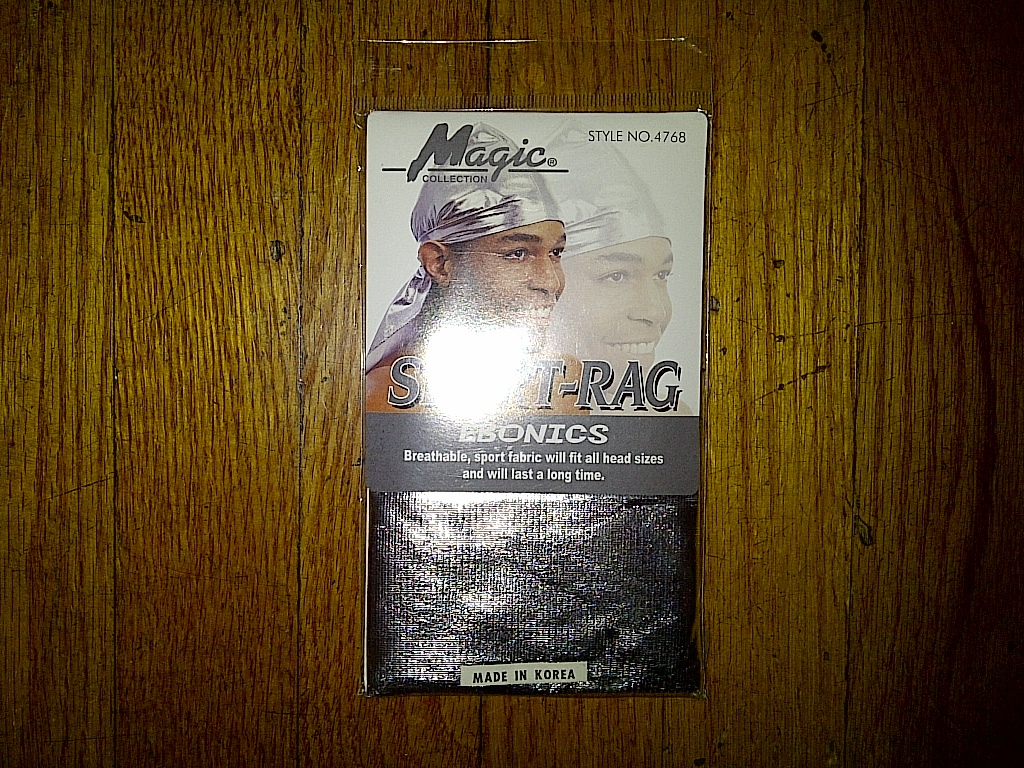 Magic®
COLLECTION
STYLE NO.4768
EBONICS
Breathable, sport fabric will fit all head sizes
and will last a long time.
MADE IN KOREA